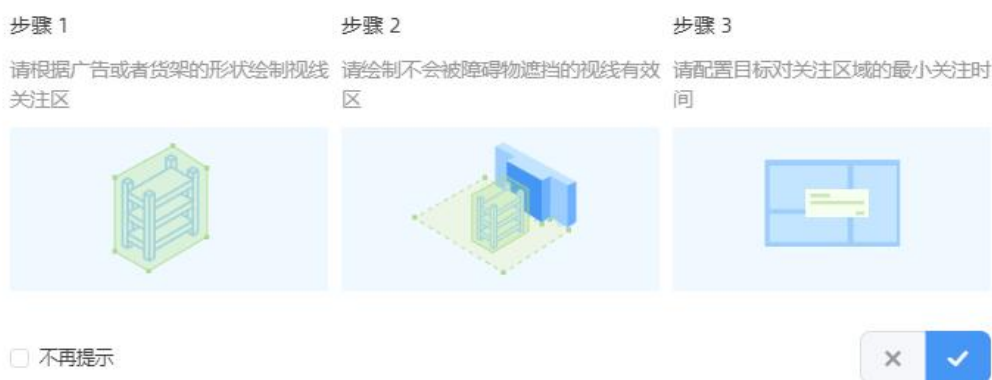 步骤 1
请根据广告或者货架的形状绘制视线
关注区
步骤 2
请绘制不会被障碍物遮挡的视线有效
区
步骤 3
请配置目标对关注区域的最小关注时
间
不再提示